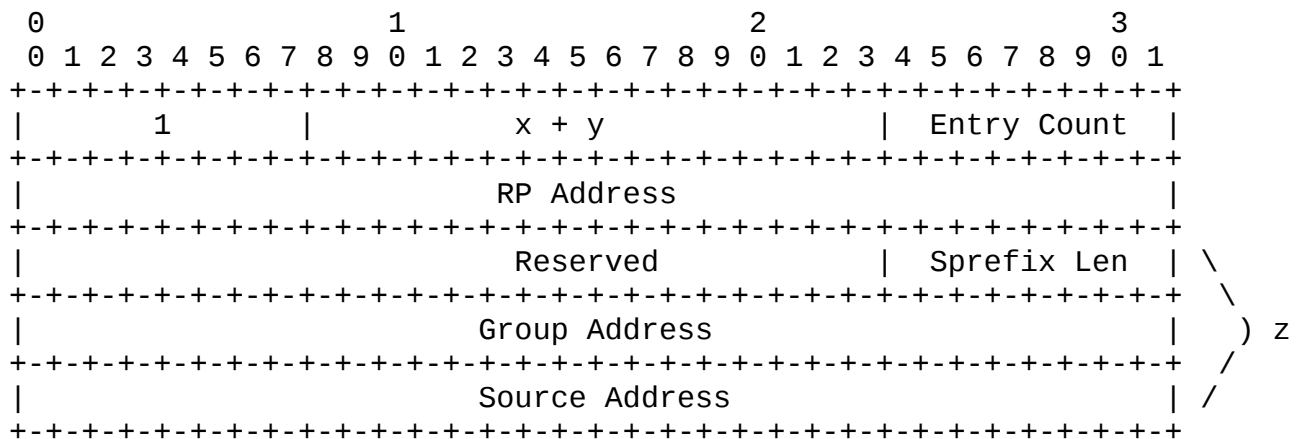 0                   1                   2                   3
0 1 2 3 4 5 6 7 8 9 0 1 2 3 4 5 6 7 8 9 0 1 2 3 4 5 6 7 8 9 0 1
+-+-+-+-+-+-+-+-+-+-+-+-+-+-+-+-+-+-+-+-+-+-+-+-+-+-+-+-+-+-+-+-+
|       1       |           x + y               |  Entry Count  |
+-+-+-+-+-+-+-+-+-+-+-+-+-+-+-+-+-+-+-+-+-+-+-+-+-+-+-+-+-+-+-+-+
|                          RP Address                           |
+-+-+-+-+-+-+-+-+-+-+-+-+-+-+-+-+-+-+-+-+-+-+-+-+-+-+-+-+-+-+-+-+
|                           Reserved            |  Sprefix Len  | \
+-+-+-+-+-+-+-+-+-+-+-+-+-+-+-+-+-+-+-+-+-+-+-+-+-+-+-+-+-+-+-+-+  \
|                         Group Address                         |   ) z
+-+-+-+-+-+-+-+-+-+-+-+-+-+-+-+-+-+-+-+-+-+-+-+-+-+-+-+-+-+-+-+-+  /
|                         Source Address                        | /
+-+-+-+-+-+-+-+-+-+-+-+-+-+-+-+-+-+-+-+-+-+-+-+-+-+-+-+-+-+-+-+-+